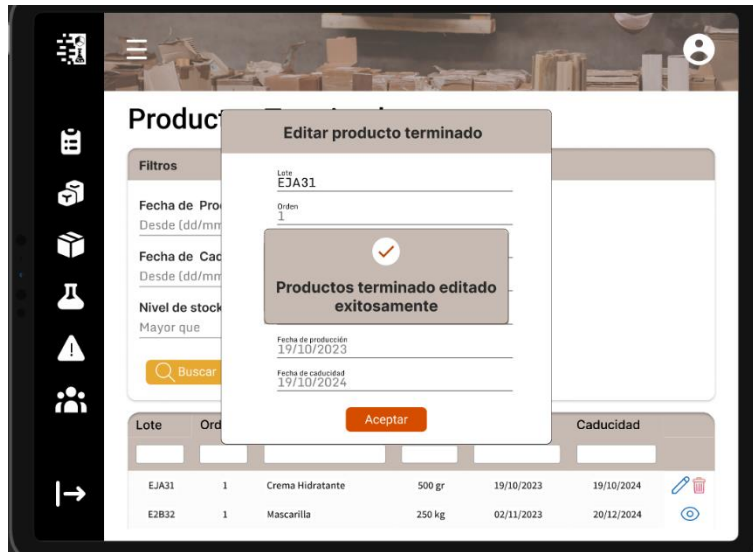 Product
Editar producto terminado
Filtros
Lote
EJA31
Fecha de Pro
Orden
Desde (dd/mm
1
Fecha de Cad
Desde (dd/mm
Productos terminado editado
exitosamente
Nivel de stock
Mayor que
Fecha de producción
19/10/2023
Buscar
Fecha de caducidad
19/10/2024
Aceptar
Lote Ord Caducidad
EJA31 1 Crema Hidratante 500 gr 19/10/2023 19/10/2024
E2B32 1 Mascarilla 250 kg 02/11/2023 20/12/2024